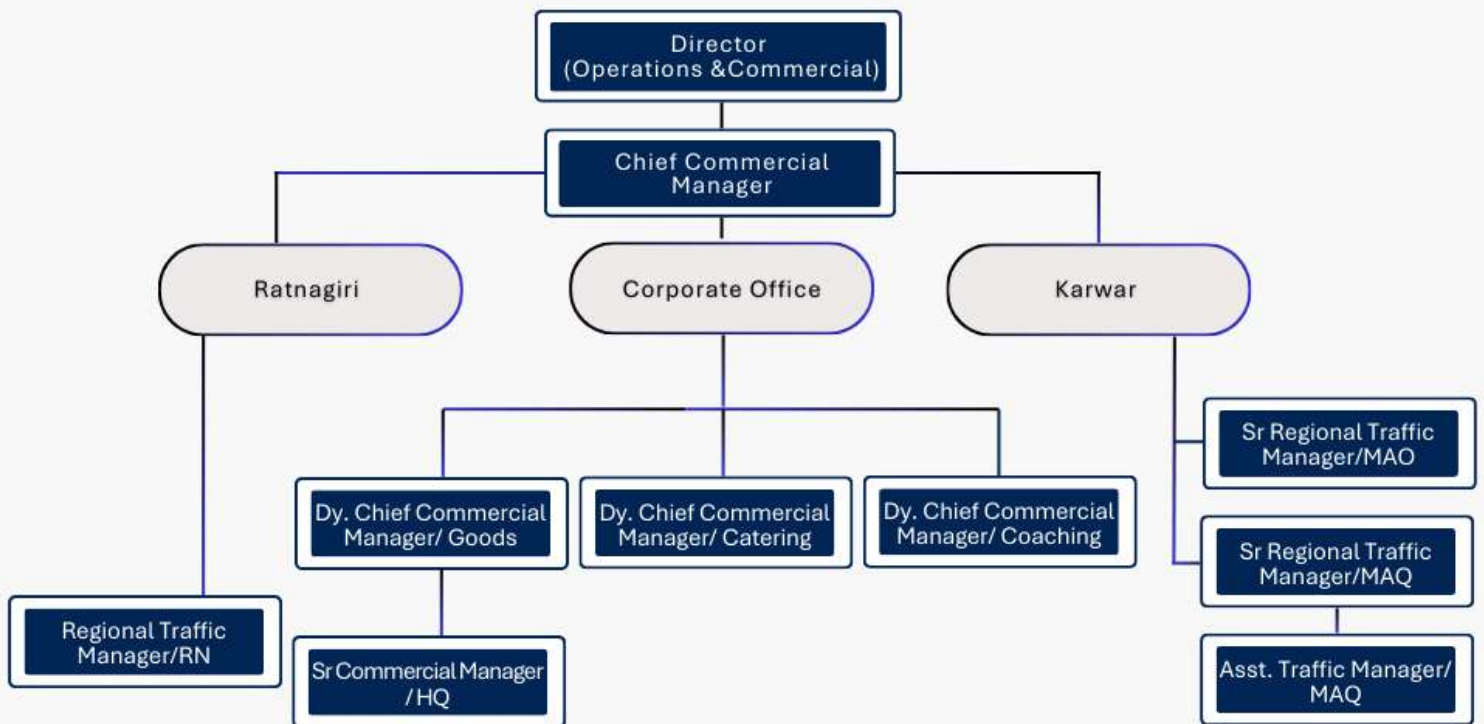 Director
(Operations &Commercial)
Chief Commercial
Manager
Ratnagiri
Corporate Office
Karwar
Sr Regional Traffic
Manager/MAO
Dy. Chief Commercial
Manager/ Goods
Dy. Chief Commercial
Manager/ Catering
Dy. Chief Commercial
Manager/ Coaching
Sr Regional Traffic
Manager/MAQ
Regional Traffic
Manager/RN
Sr Commercial Manager
/ HQ
Asst. Traffic Manager/
MAQ